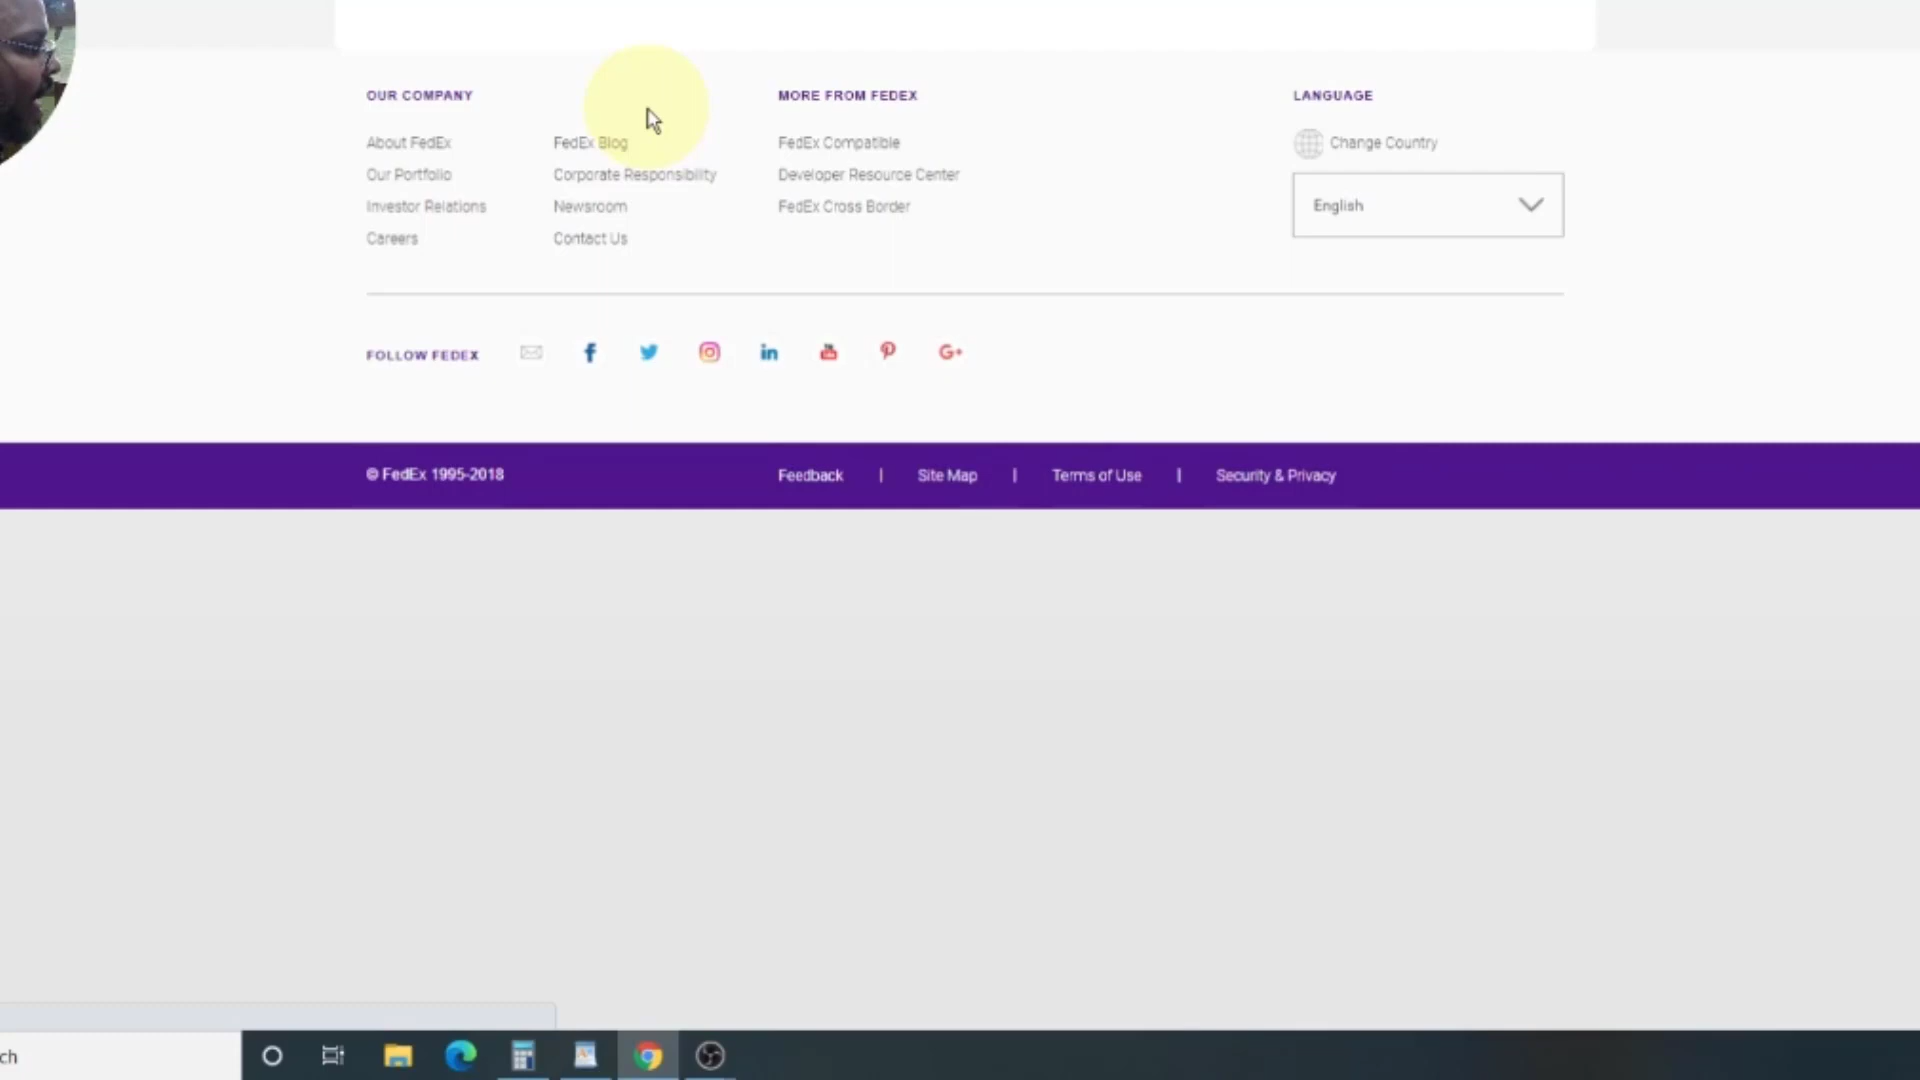 OUR COMPANY
About FedEx
Our Portfolio
Investor Relations
Careers
FedEx Blog
Corporate Responsibility
Newsroom
Contact Us
MORE FROM FEDEX
FedEx Compatible
Developer Resource Center
FedEx Cross Border
LANGUAGE
Change Country
English
FOLLOW FEDEX
© FedEx 1995-2018
Feedback | Site Map | Terms of Use | Security & Privacy
ch